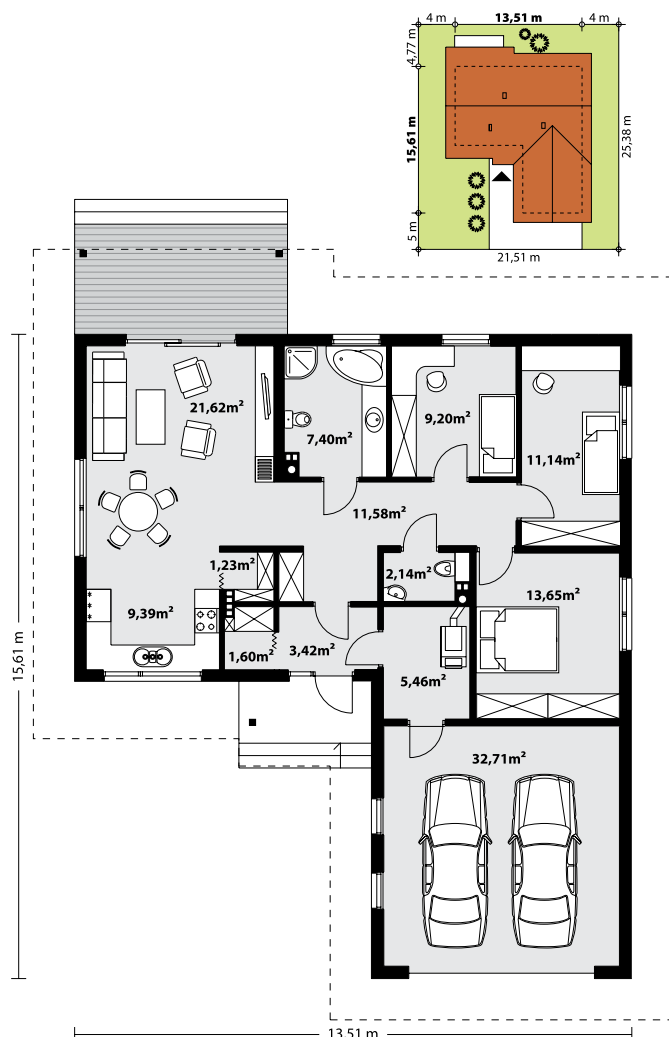 4 m 13,51 m 4 m
4,77 m
15,61 m
25,38 m
5 m
21,51 m
21,62m²
7,40m²
9,20m²
11,14m²
11,58m²
1,23m²
2,14m²
13,65m²
9,39m²
1,60m²
3,42m²
5,46m²
15,61 m
32,71m²
13,51 m